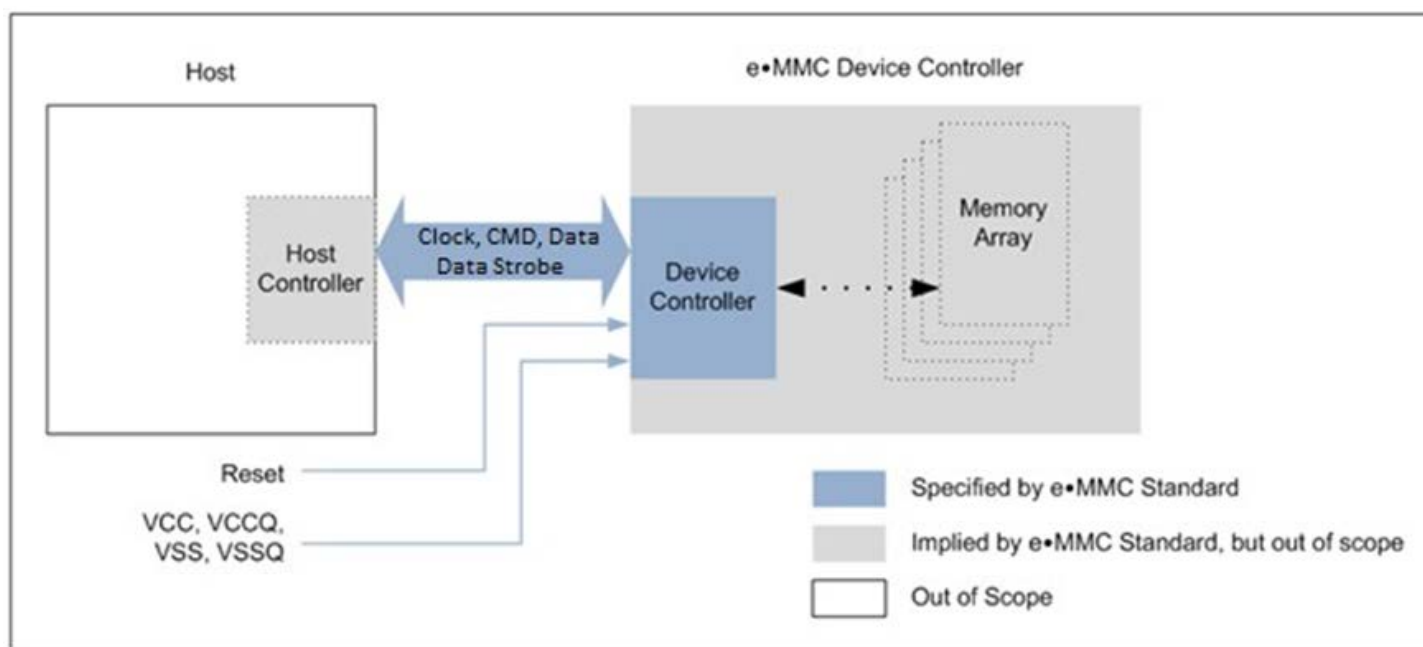 Host
e•MMC Device Controller
Host
Controller
Clock, CMD, Data
Data Strobe
Device
Controller
Memory
Array
Reset
VCC, VCCQ,
VSS, VSSQ
Specified by e•MMC Standard
Implied by e•MMC Standard, but out of scope
Out of Scope